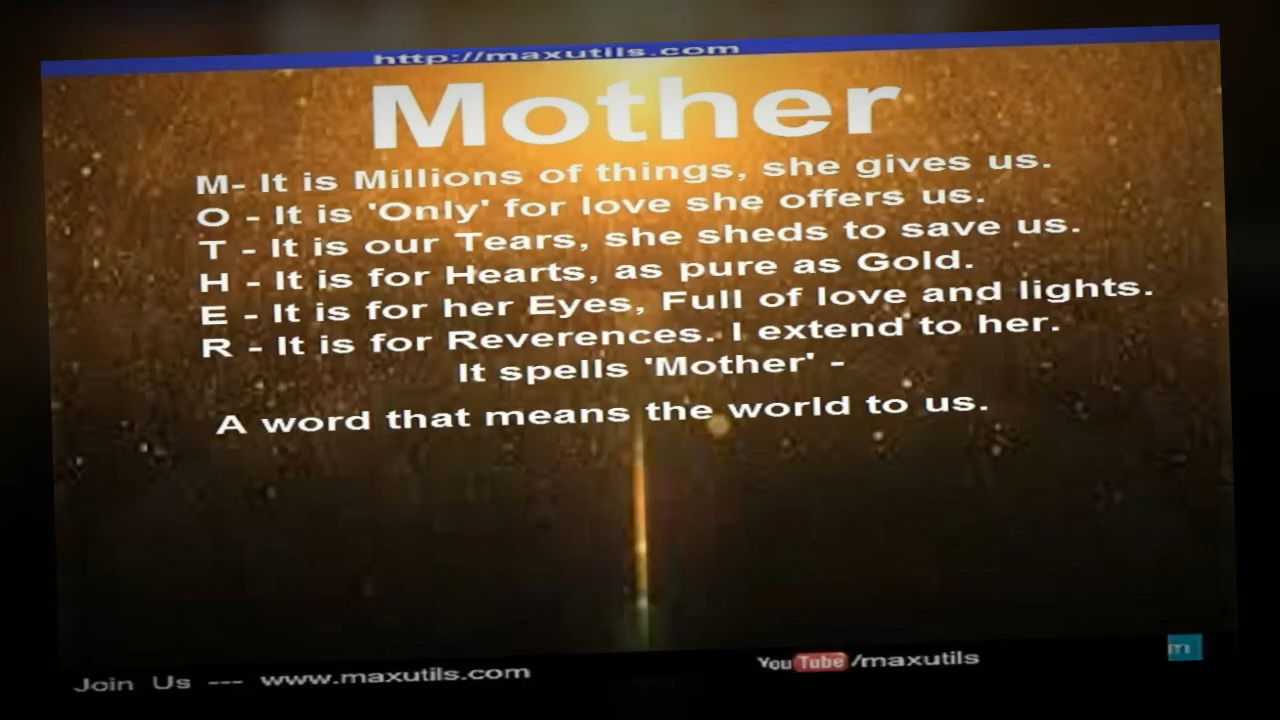 http://maxutils.com
Mother
M- It is Millions of things, she gives us.
O - It is 'Only' for love she offers us.
T - It is our Tears, she sheds to save us.
H - It is for Hearts, as pure as Gold.
E - It is for her Eyes, Full of love and lights.
R - It is for Reverences. I extend to her.
It spells 'Mother' -
A word that means the world to us.
Join Us --- www.maxutils.com
YouTube /maxutils
m